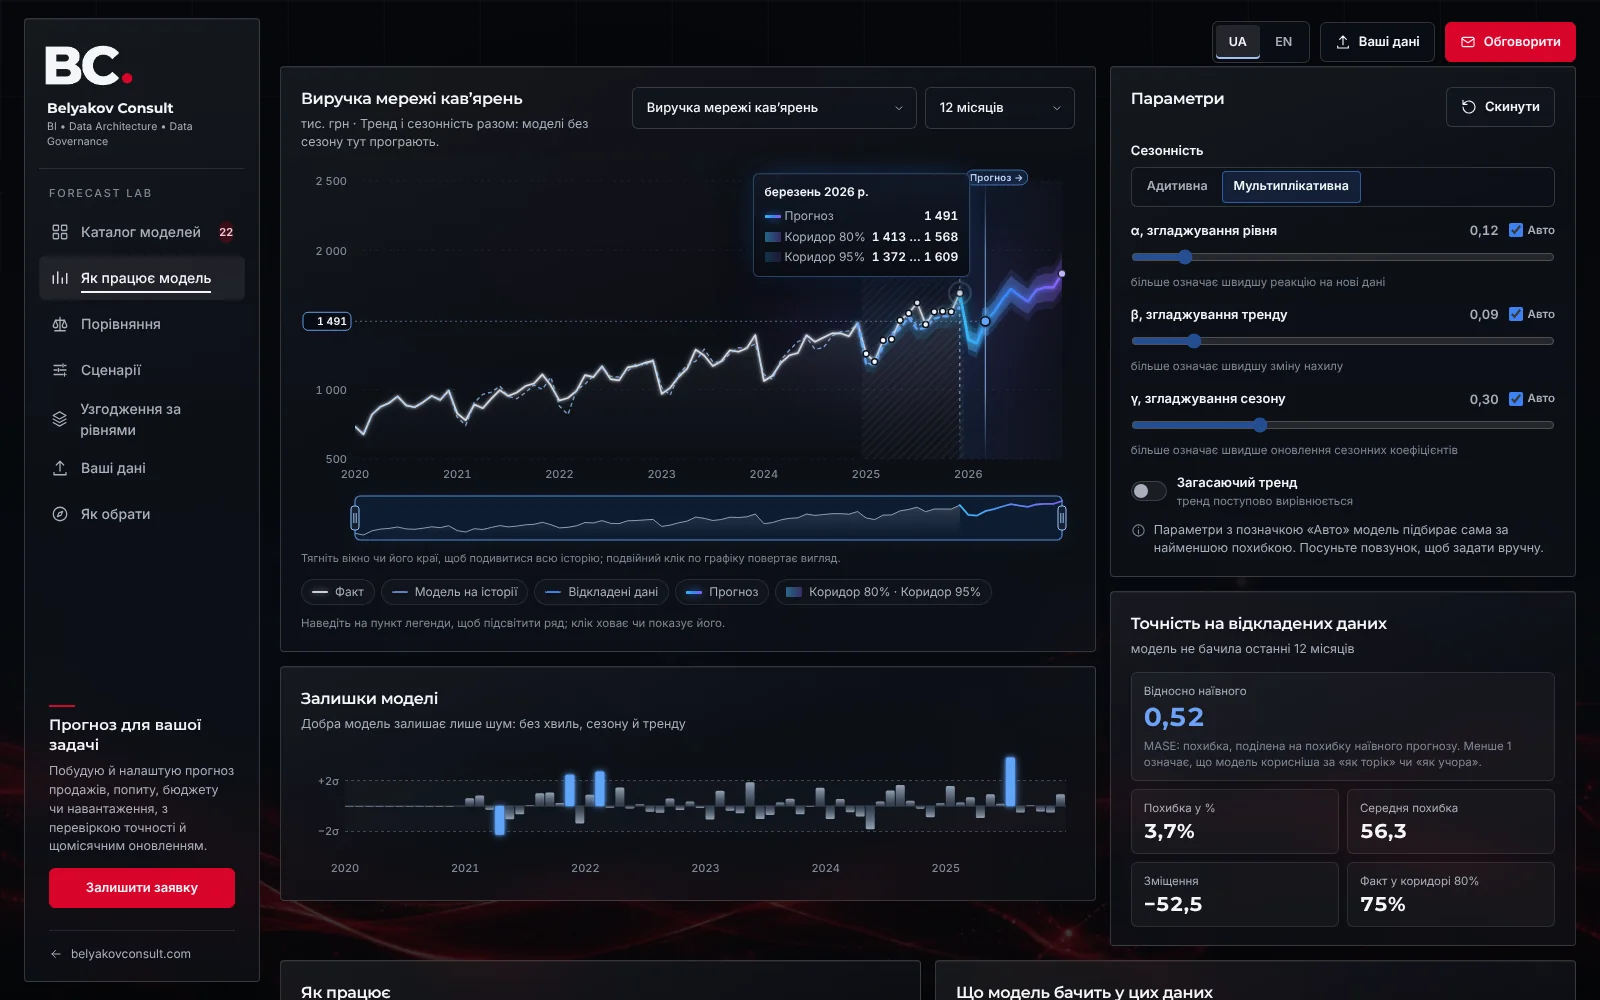 BC.
Belyakov Consult
BI • Data Architecture • Data
Governance
FORECAST LAB
Каталог моделей 22
Як працює модель
Порівняння
Сценарії
Узгодження за
рівнями
Ваші дані
Як обрати
Прогноз для вашої
задачі
Побудую й налаштую прогноз
продажів, попиту, бюджету
чи навантаження, з
перевіркою точності й
щомісячним оновленням.
Залишити заявку
← belyakovconsult.com
UA EN
Ваші дані
Обговорити
Виручка мережі кав’ярень
тис. грн · Тренд і сезонність разом: моделі без
сезону тут програють.
Виручка мережі кав’ярень
12 місяців
2 500
2 000
1 491
1 000
500
2020 2021 2022 2023 2024 2025 2026
Прогноз →
березень 2026 р.
Прогноз 1 491
Коридор 80% 1 413 ... 1 568
Коридор 95% 1 372 ... 1 609
Тягніть вікно чи його краї, щоб подивитися всю історію; подвійний клік по графіку повертає вигляд.
Факт
Модель на історії
Відкладені дані
Прогноз
Коридор 80% · Коридор 95%
Наведіть на пункт легенди, щоб підсвітити ряд; клік ховає чи показує його.
Залишки моделі
Добра модель залишає лише шум: без хвиль, сезону й тренду
+2σ
−2σ
2020 2021 2022 2023 2024 2025
Параметри
Скинути
Сезонність
Адитивна
Мультиплікативна
α, згладжування рівня 0,12 Авто
більше означає швидшу реакцію на нові дані
β, згладжування тренду 0,09 Авто
більше означає швидшу зміну нахилу
γ, згладжування сезону 0,30 Авто
більше означає швидше оновлення сезонних коефіцієнтів
Загасаючий тренд
тренд поступово вирівнюється
Параметри з позначкою «Авто» модель підбирає сама за
найменшою похибкою. Посуньте повзунок, щоб задати вручну.
Точність на відкладених даних
модель не бачила останні 12 місяців
Відносно наївного
0,52
MASE: похибка, поділена на похибку наївного прогнозу. Менше 1
означає, що модель корисніша за «як торік» чи «як учора».
Похибка у %
3,7%
Середня похибка
56,3
Зміщення
−52,5
Факт у коридорі 80%
75%
Як працює
Що модель бачить у цих даних